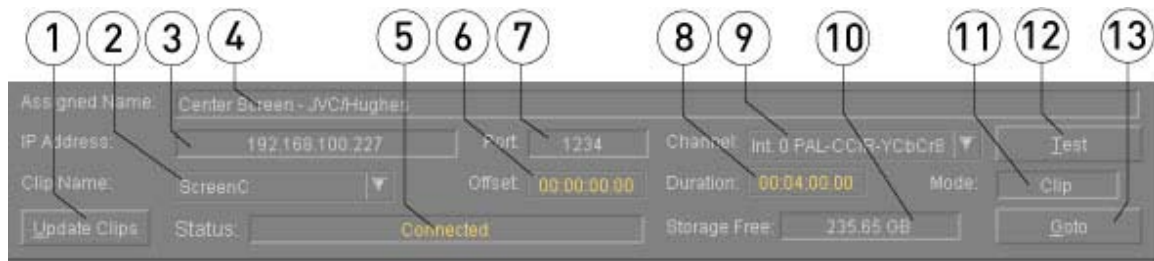 1 2 3 4 5 6 7 8 9 10 11 12 13
Assigned Name: Center Screen - JVC/Hughes
IP Address: 192.168.100.227 Port: 1234 Channel: Int. 0 PAL-CCIR-YCbCr8 Test
Clip Name: ScreenC Offset: 00:00:00:00 Duration: 00:04:00:00 Mode: Clip
Update Clips Status: Connected Storage Free: 235.65 GB Goto